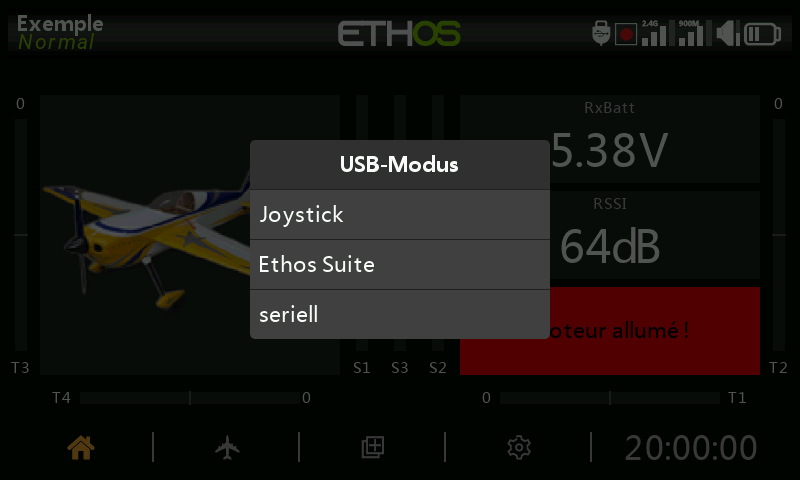 Exemple
Normal
ETHOS
2.4G
900M
0
0
RxBatt
5.38V
USB-Modus
Joystick
Ethos Suite
seriell
RSSI
64dB
oteur allumé !
T3
S1
S3
S2
T2
T4
0
0
T1
20:00:00